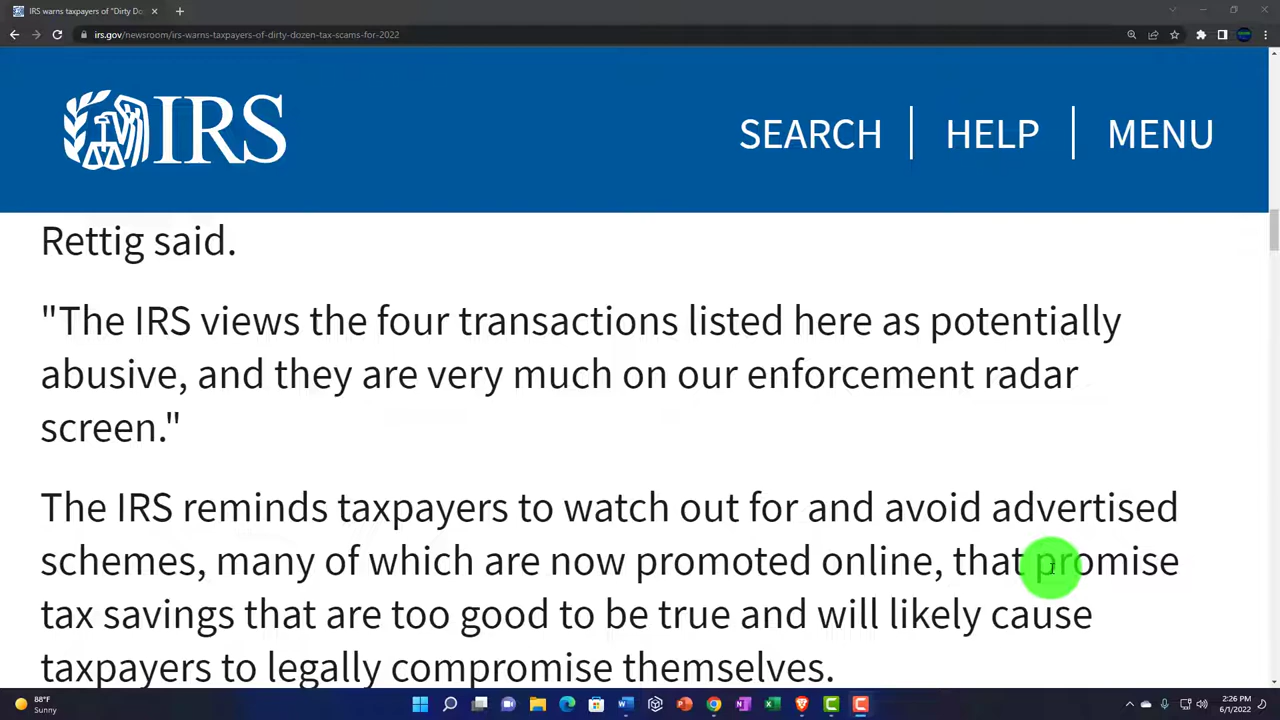 IRS warns taxpayers of "Dirty Do
irs.gov/newsroom/irs-warns-taxpayers-of-dirty-dozen-tax-scams-for-2022
IRS
SEARCH
HELP
MENU
Rettig said.
"The IRS views the four transactions listed here as potentially
abusive, and they are very much on our enforcement radar
screen."
The IRS reminds taxpayers to watch out for and avoid advertised
schemes, many of which are now promoted online, that promise
tax savings that are too good to be true and will likely cause
taxpayers to legally compromise themselves.
88°F
Sunny
2:26 PM
6/1/2022